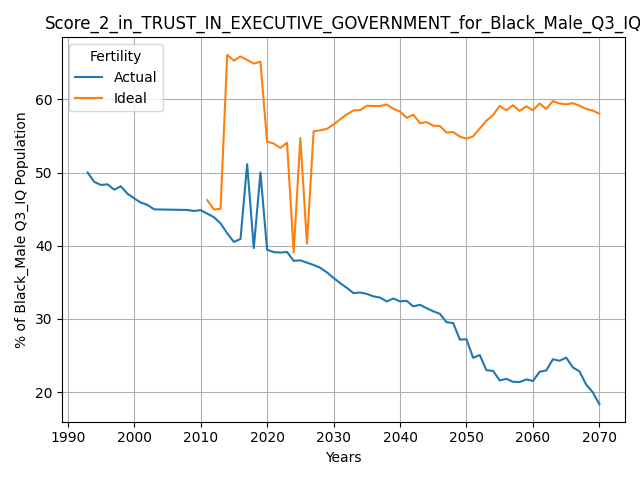 Score_2_in_TRUST_IN_EXECUTIVE_GOVERNMENT_for_Black_Male_Q3_IQ
Fertility
Actual
Ideal
% of Black_Male Q3_IQ Population
60
50
40
30
20
1990 2000 2010 2020 2030 2040 2050 2060 2070
Years